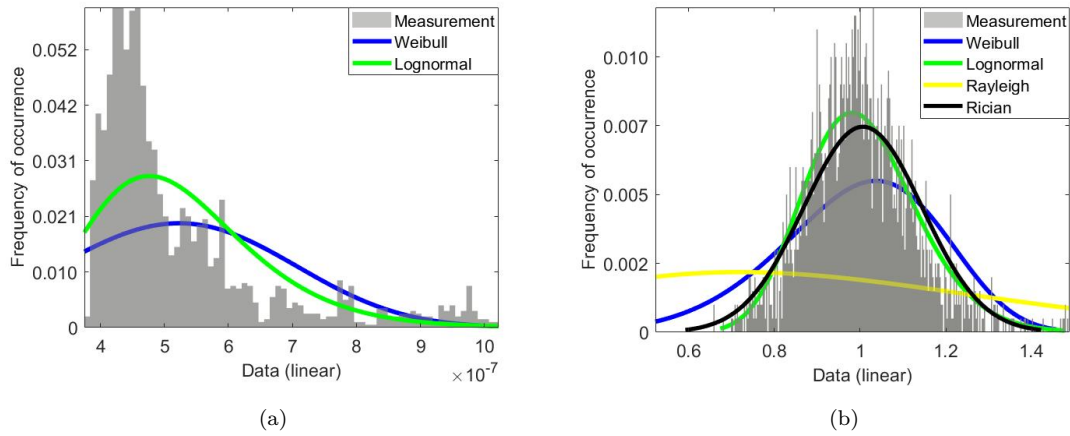 Measurement
Weibull
Lognormal
Frequency of occurrence
0.052
0.042
0.031
0.021
0.010
0
4 5 6 7 8 9 10
Data (linear)
×10⁻⁷
(a)
Measurement
Weibull
Lognormal
Rayleigh
Rician
Frequency of occurrence
0.010
0.007
0.005
0.002
0
0.6 0.8 1 1.2 1.4
Data (linear)
(b)